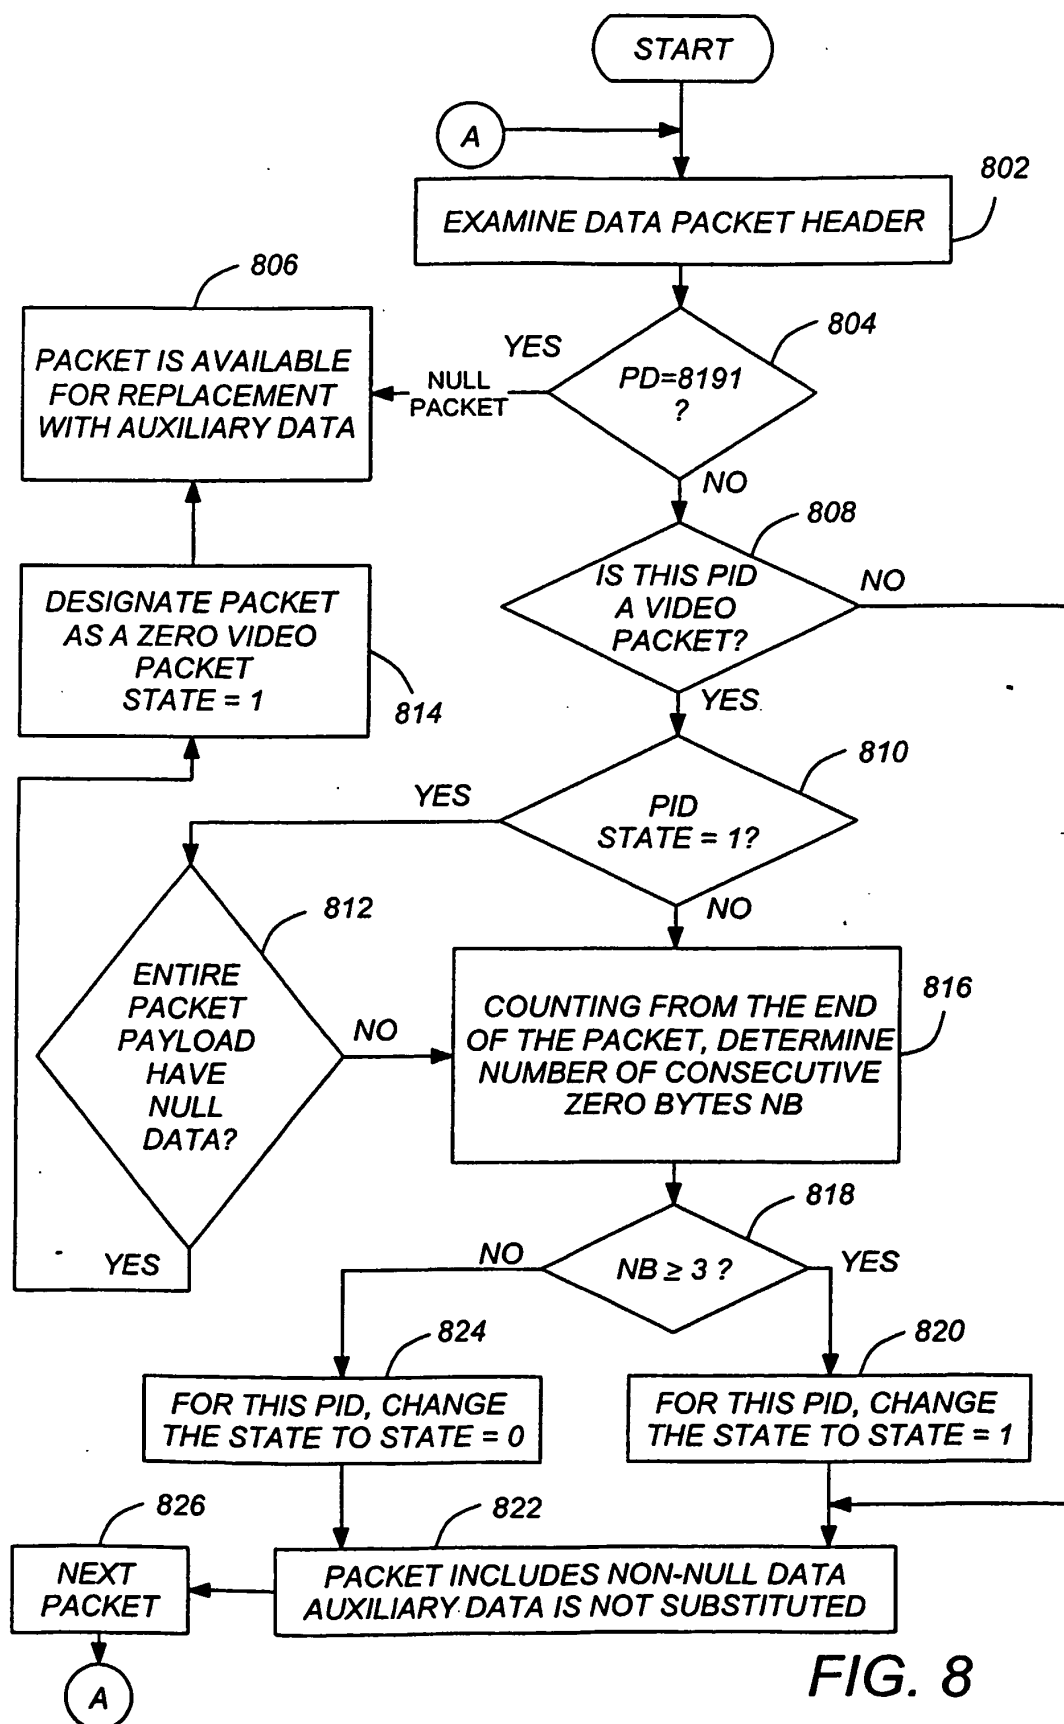 START
A
802
EXAMINE DATA PACKET HEADER
806
804
YES
PACKET IS AVAILABLE
FOR REPLACEMENT
WITH AUXILIARY DATA
NULL
PACKET
PD=8191
?
NO
808
DESIGNATE PACKET
AS A ZERO VIDEO
PACKET
STATE = 1
814
IS THIS PID
A VIDEO
PACKET?
NO
YES
810
YES
PID
STATE = 1?
NO
812
ENTIRE
PACKET
PAYLOAD
HAVE
NULL
DATA?
NO
YES
816
COUNTING FROM THE END
OF THE PACKET, DETERMINE
NUMBER OF CONSECUTIVE
ZERO BYTES NB
818
NO
NB ≥ 3 ?
YES
824
820
FOR THIS PID, CHANGE
THE STATE TO STATE = 0
FOR THIS PID, CHANGE
THE STATE TO STATE = 1
826
822
NEXT
PACKET
PACKET INCLUDES NON-NULL DATA
AUXILIARY DATA IS NOT SUBSTITUTED
A
FIG. 8